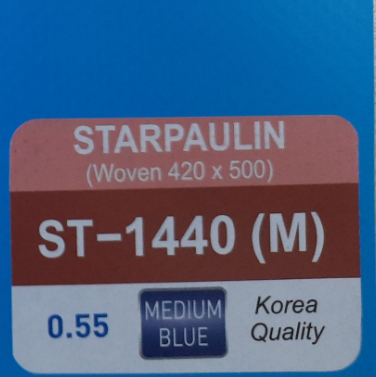 STARPAULIN
(Woven 420 x 500)
ST-1440 (M)
0.55
MEDIUM
BLUE
Korea
Quality